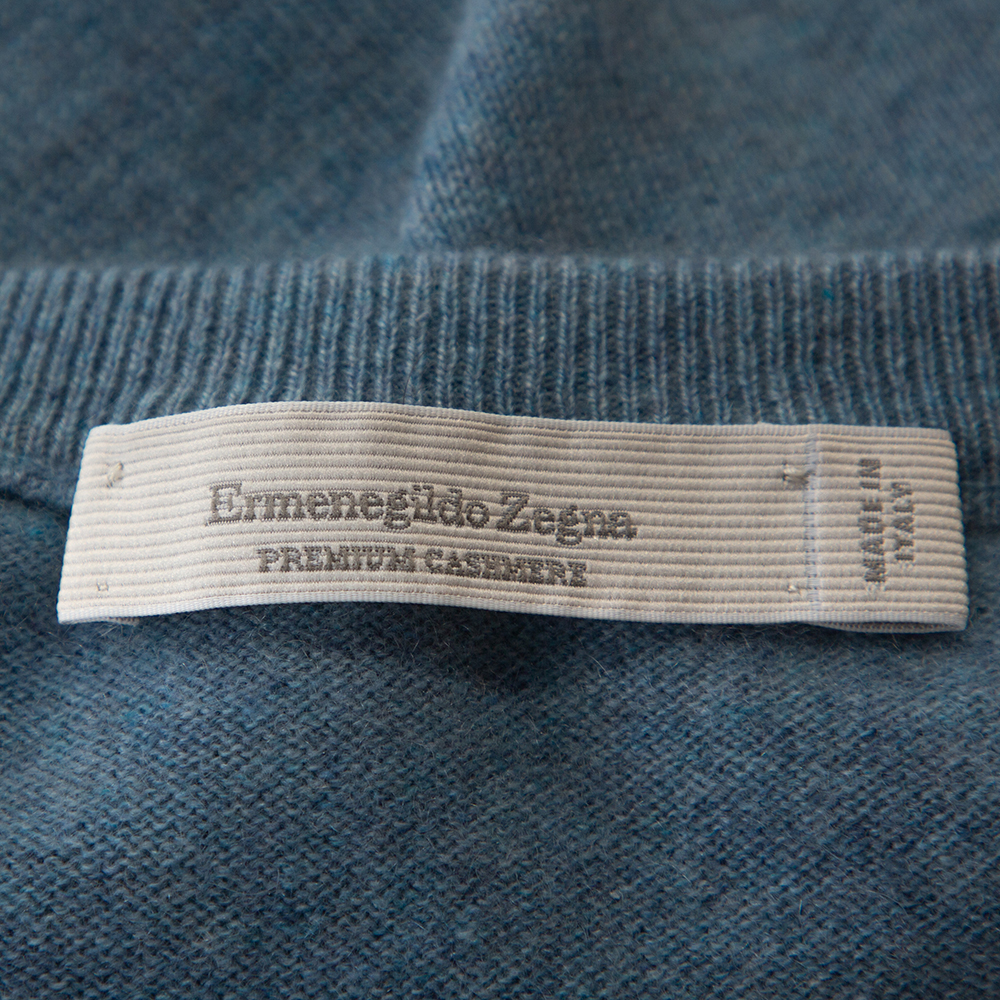 Ermenegildo Zegna
PREMIUM CASHMERE
MADE IN
ITALY